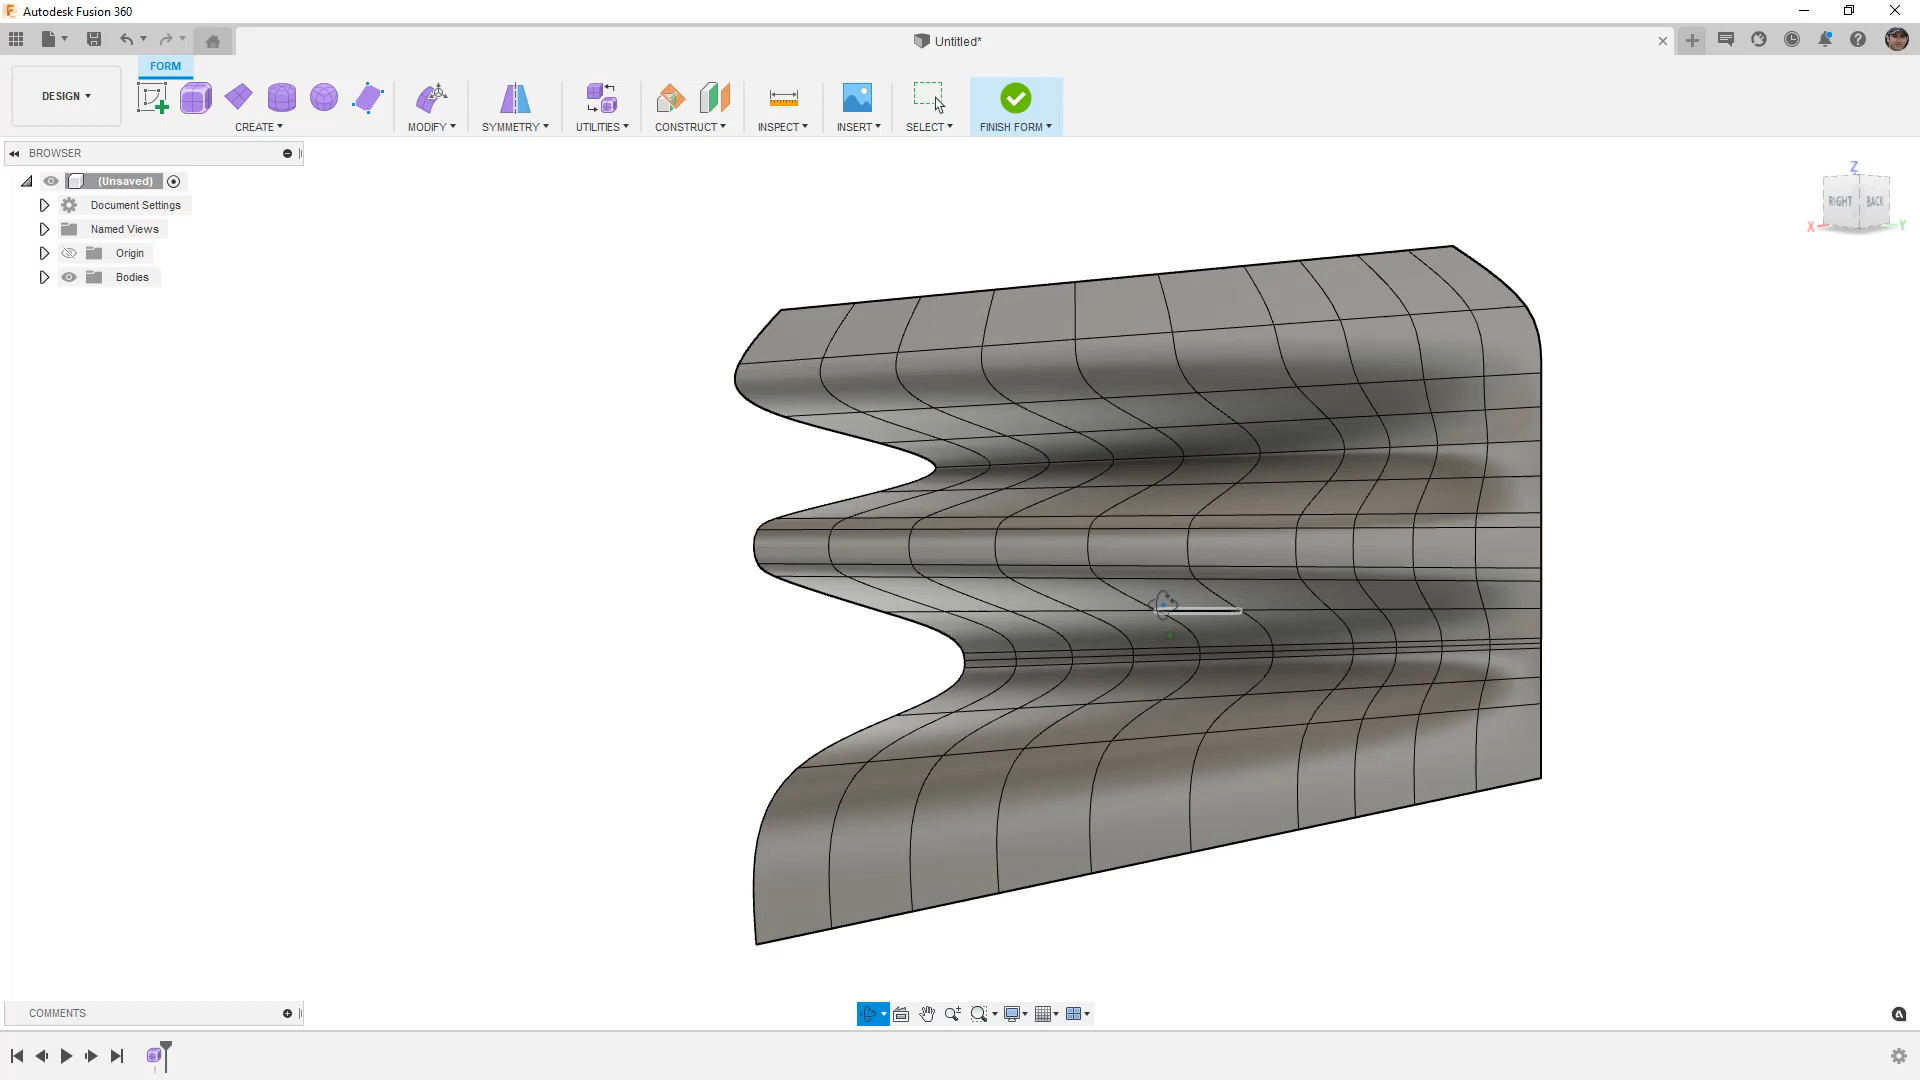 Autodesk Fusion 360
Untitled*
FORM
DESIGN
CREATE
MODIFY
SYMMETRY
UTILITIES
CONSTRUCT
INSPECT
INSERT
SELECT
FINISH FORM
BROWSER
(Unsaved)
Document Settings
Named Views
Origin
Bodies
Z
RIGHT
BACK
X
Y
COMMENTS